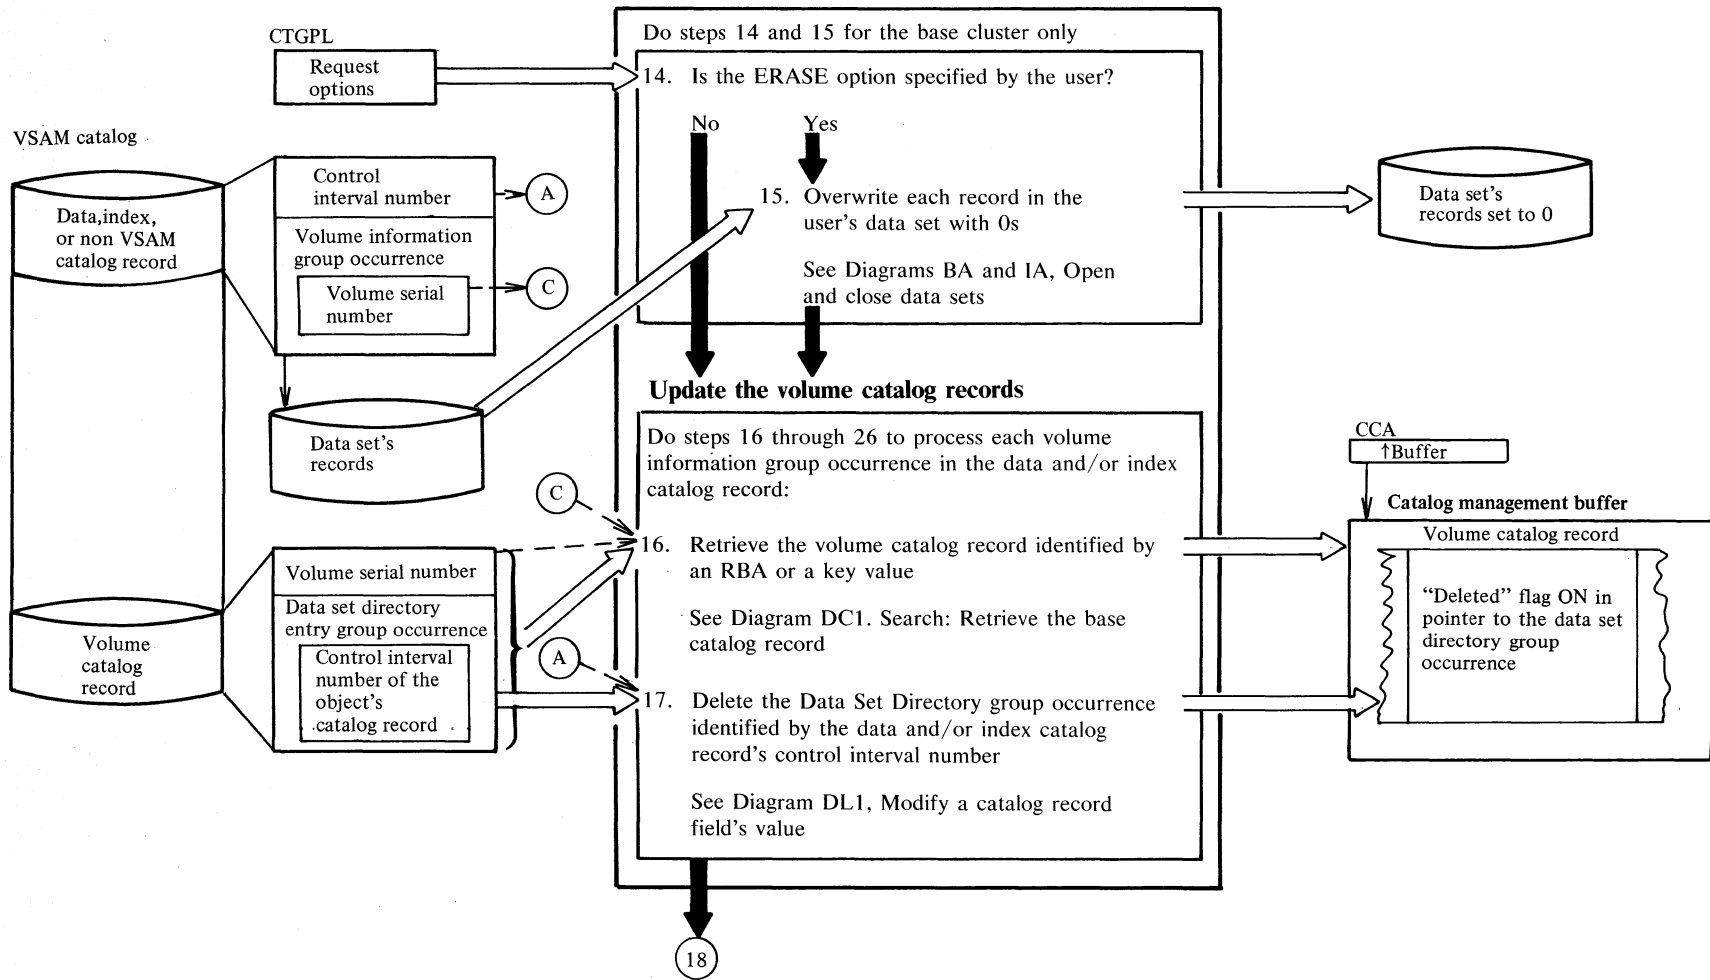 CTGPL
Request
options
VSAM catalog
Data,index,
or non VSAM
catalog record
Control
interval number
A
Volume information
group occurrence
Volume serial
number
C
Data set's
records
Volume
catalog
record
Volume serial number
Data set directory
entry group occurrence
Control interval
number of the
object's
catalog record
C
A
Do steps 14 and 15 for the base cluster only
14. Is the ERASE option specified by the user?
No Yes
15. Overwrite each record in the
user's data set with 0s
See Diagrams BA and IA, Open
and close data sets
Update the volume catalog records
Do steps 16 through 26 to process each volume
information group occurrence in the data and/or index
catalog record:
16. Retrieve the volume catalog record identified by
an RBA or a key value
See Diagram DC1. Search: Retrieve the base
catalog record
17. Delete the Data Set Directory group occurrence
identified by the data and/or index catalog
record's control interval number
See Diagram DL1, Modify a catalog record
field's value
18
Data set's
records set to 0
CCA
↑Buffer
Catalog management buffer
Volume catalog record
“Deleted” flag ON in
pointer to the data set
directory group
occurrence